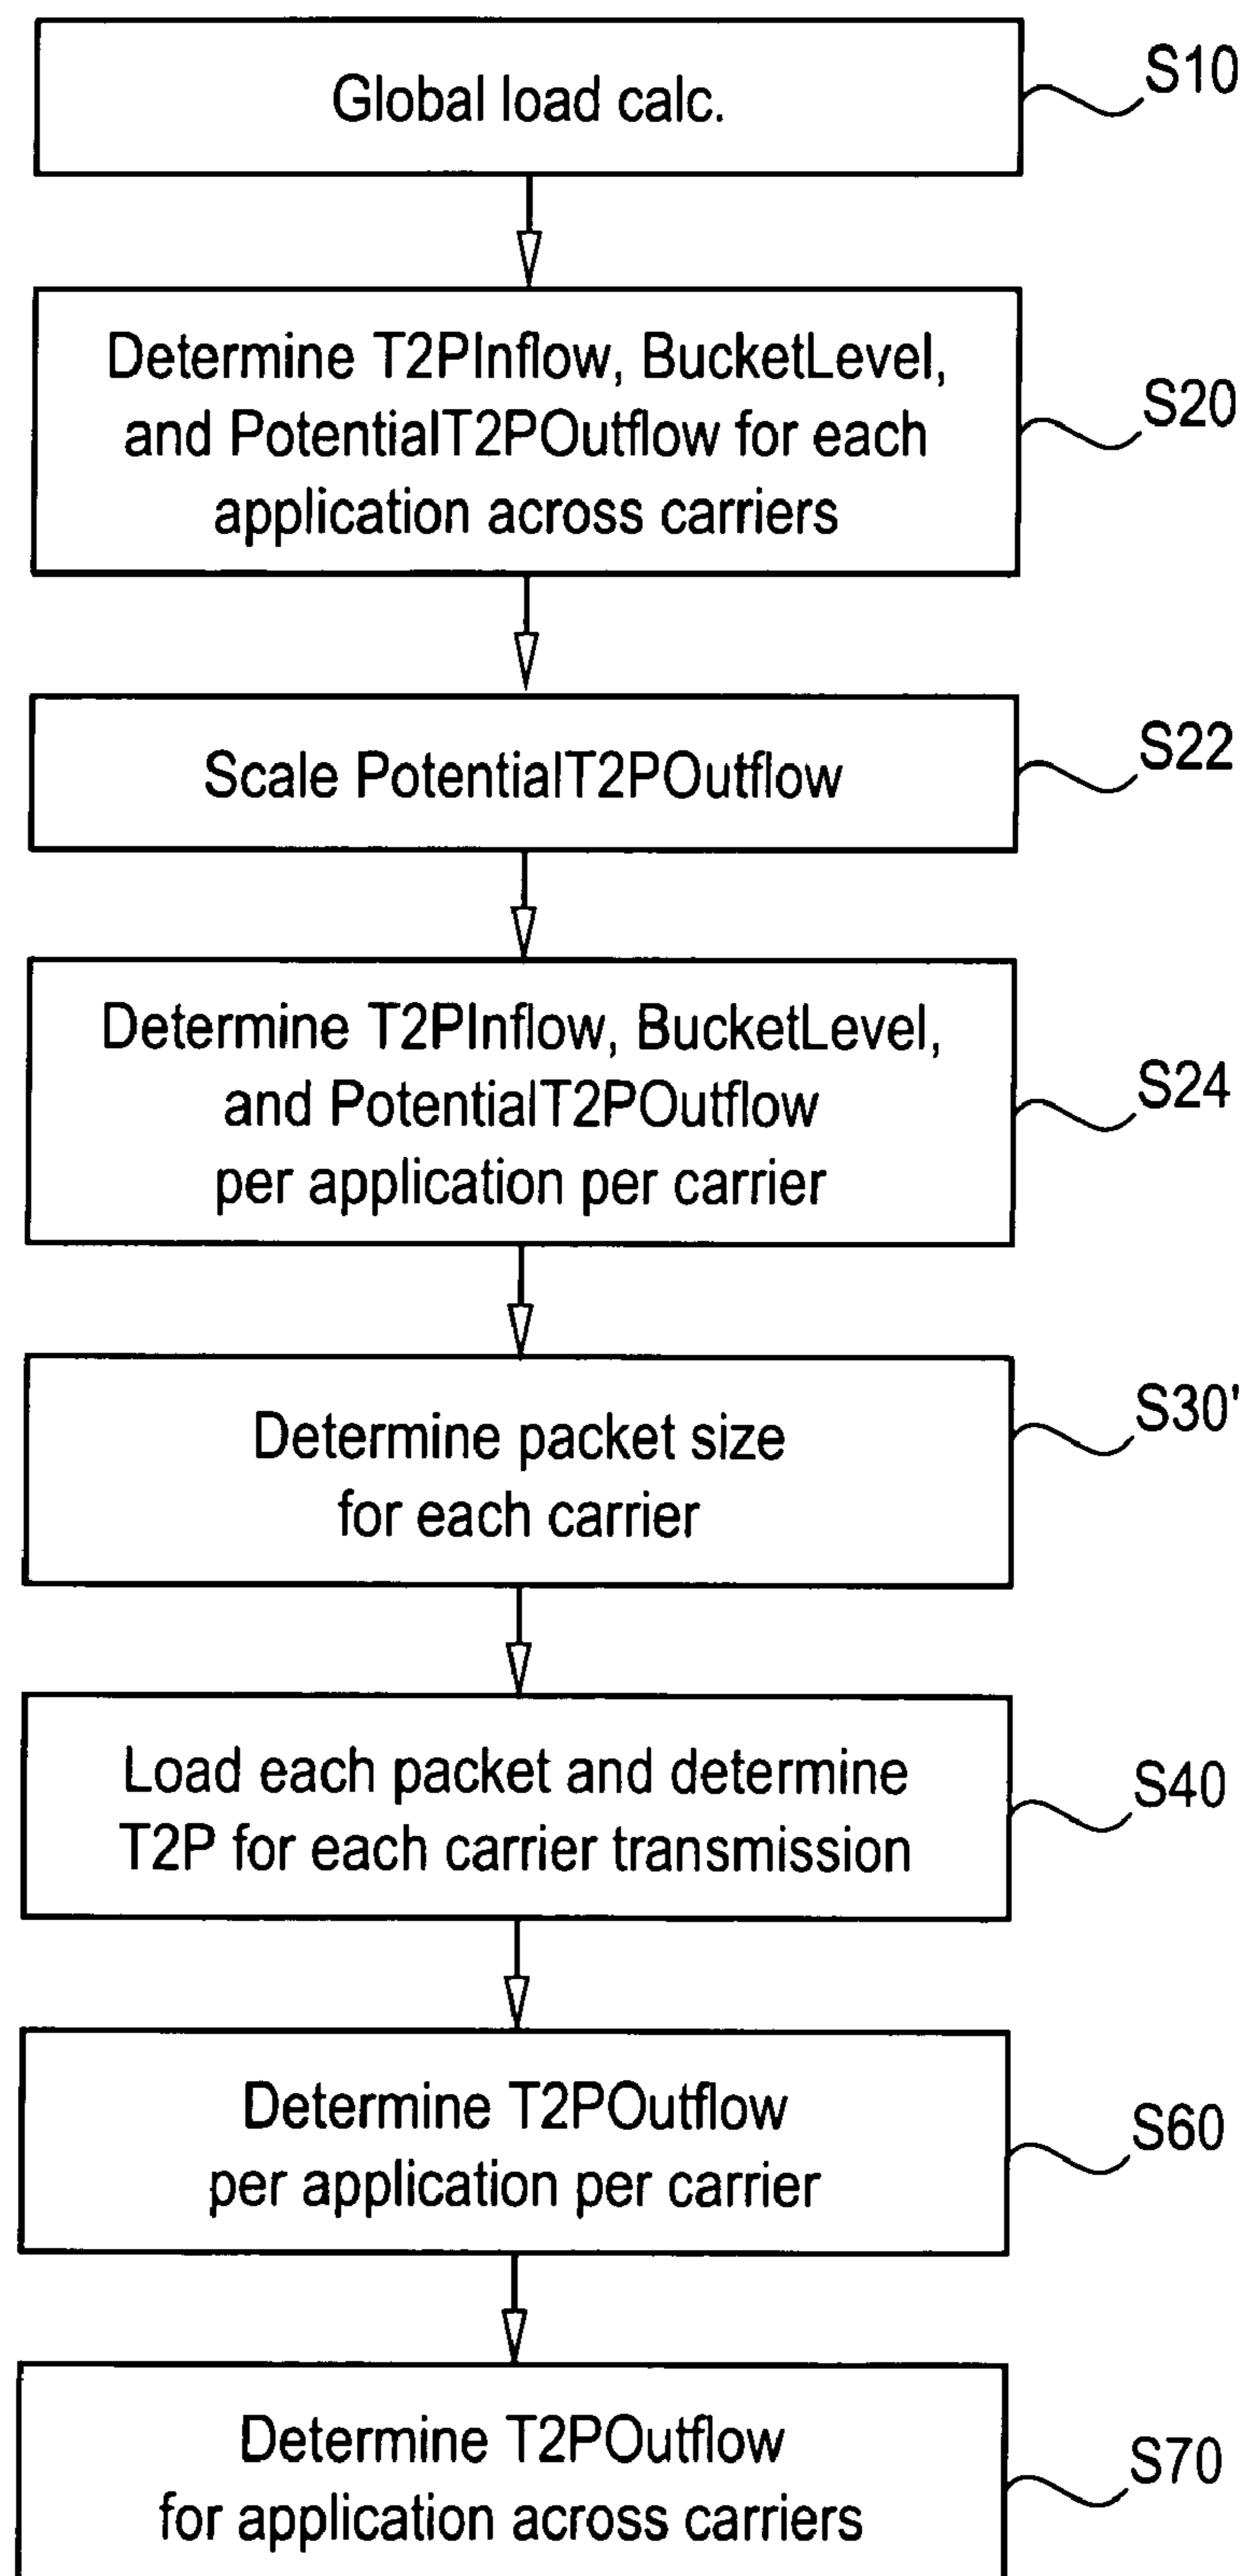 Global load calc.
S10
Determine T2PInflow, BucketLevel,
and PotentialT2POutflow for each
application across carriers
S20
Scale PotentialT2POutflow
S22
Determine T2PInflow, BucketLevel,
and PotentialT2POutflow
per application per carrier
S24
Determine packet size
for each carrier
S30'
Load each packet and determine
T2P for each carrier transmission
S40
Determine T2POutflow
per application per carrier
S60
Determine T2POutflow
for application across carriers
S70